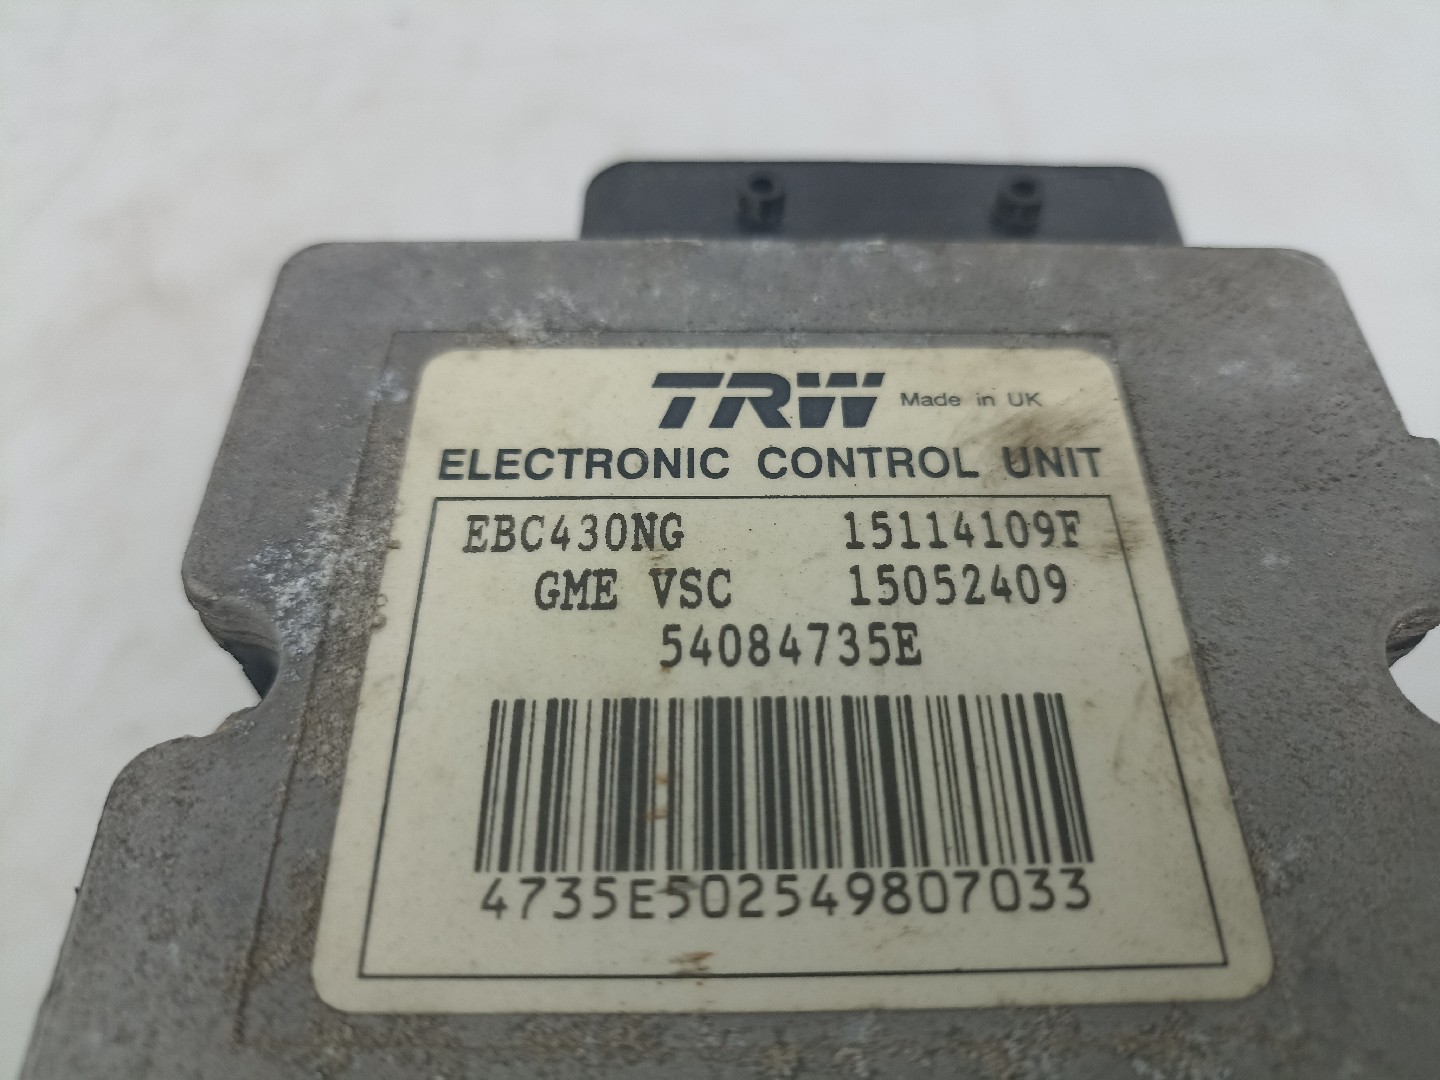 TRW Made in UK
ELECTRONIC CONTROL UNIT
EBC430NG 15114109F
GME VSC 15052409
54084735E
4735E502549807033